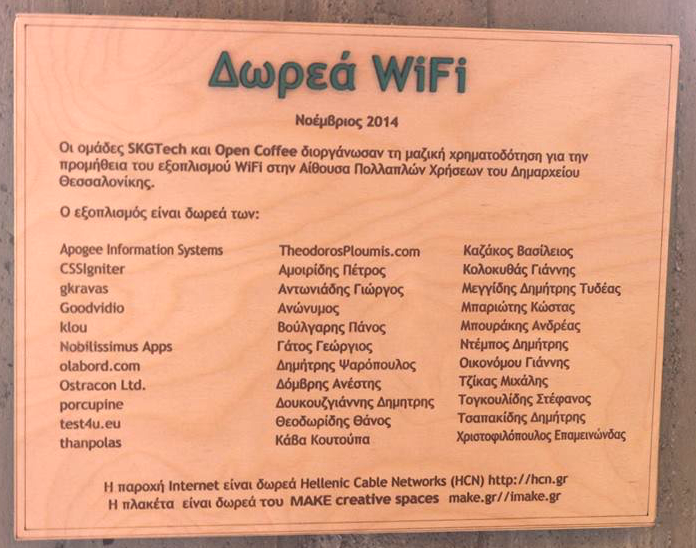 Δωρεά WiFi
Νοέμβριος 2014
Οι ομάδες SKGTech και Open Coffee διοργάνωσαν τη μαζική χρηματοδότηση για την
προμήθεια του εξοπλισμού WiFi στην Αίθουσα Πολλαπλών Χρήσεων του Δημαρχείου
Θεσσαλονίκης.
Ο εξοπλισμός είναι δωρεά των:
Apogee Information Systems
CSSIgniter
gkravas
Goodvidio
klou
Nobilissimus Apps
olabord.com
Ostracon Ltd.
porcupine
test4u.eu
thanpolas
TheodorosPloumis.com
Αμοιρίδης Πέτρος
Αντωνιάδης Γιώργος
Ανώνυμος
Βούλγαρης Πάνος
Γάτος Γεώργιος
Δημήτρης Ψαρόπουλος
Δόμβρης Ανέστης
Δουκουζγιάννης Δημητρης
Θεοδωρίδης Θάνος
Κάβα Κουτούπα
Καζάκος Βασίλειος
Κολοκυθάς Γιάννης
Μεγγίδης Δημήτρης Τυδέας
Μπαριώτης Κώστας
Μπουράκης Ανδρέας
Ντέμπος Δημήτρης
Οικονόμου Γιάννης
Τζίκας Μιχάλης
Τογκουλίδης Στέφανος
Τσαπακίδης Δημήτρης
Χριστοφιλόπουλος Επαμεινώνδας
Η παροχή Internet είναι δωρεά Hellenic Cable Networks (HCN) http://hcn.gr
Η πλακέτα είναι δωρεά του MAKE creative spaces make.gr//imake.gr